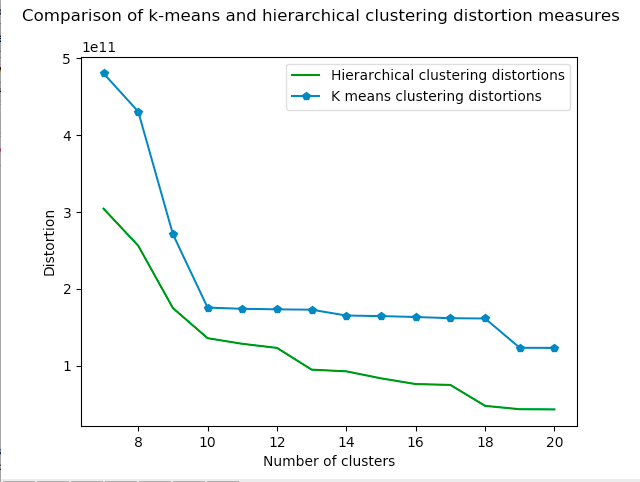 Comparison of k-means and hierarchical clustering distortion measures
1e11
5
4
3
2
1
Distortion
Hierarchical clustering distortions
K means clustering distortions
8 10 12 14 16 18 20
Number of clusters